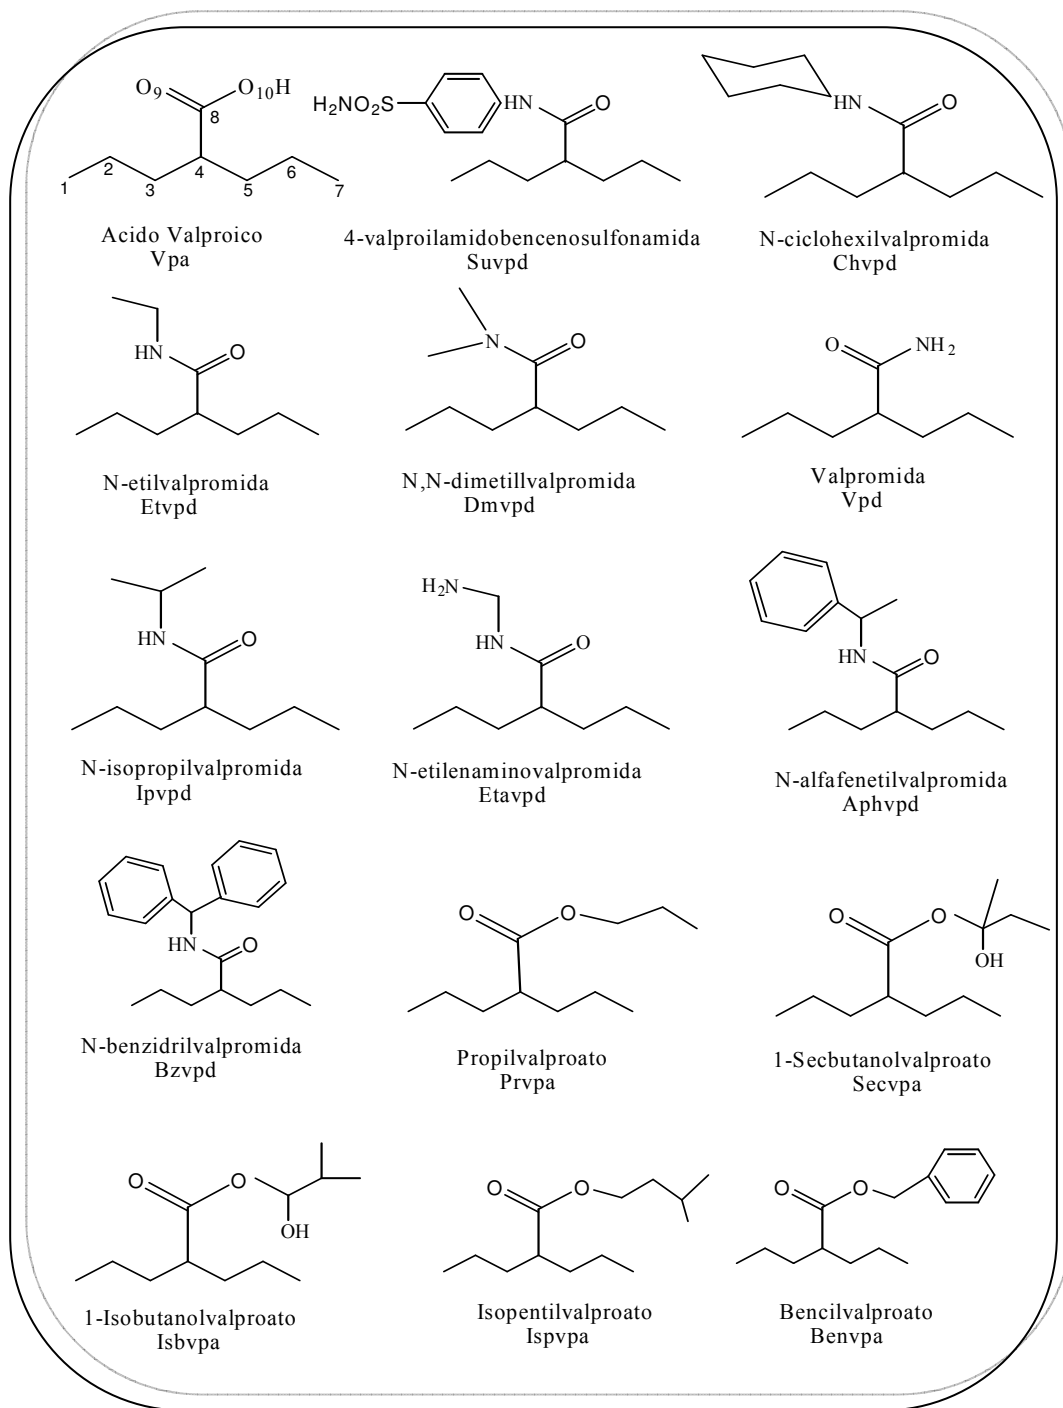 O9 O10H
8
1 2 3 4 5 6 7
Acido Valproico
Vpa
H2NO2S HN O
4-valproilamidobencenosulfonamida
Suvpd
HN O
N-ciclohexilvalpromida
Chvpd
HN O
N-etilvalpromida
Etvpd
N O
N,N-dimetillvalpromida
Dmvpd
O NH2
Valpromida
Vpd
HN O
N-isopropilvalpromida
Ipvpd
H2N
HN O
N-etilenaminovalpromida
Etavpd
HN O
N-alfafenetilvalpromida
Aphvpd
HN O
N-benzidrilvalpromida
Bzvpd
O O
Propilvalproato
Prvpa
O O
OH
1-Secbutanolvalproato
Secvpa
O O
OH
1-Isobutanolvalproato
Isbvpa
O O
Isopentilvalproato
Ispvpa
O O
Bencilvalproato
Benvpa